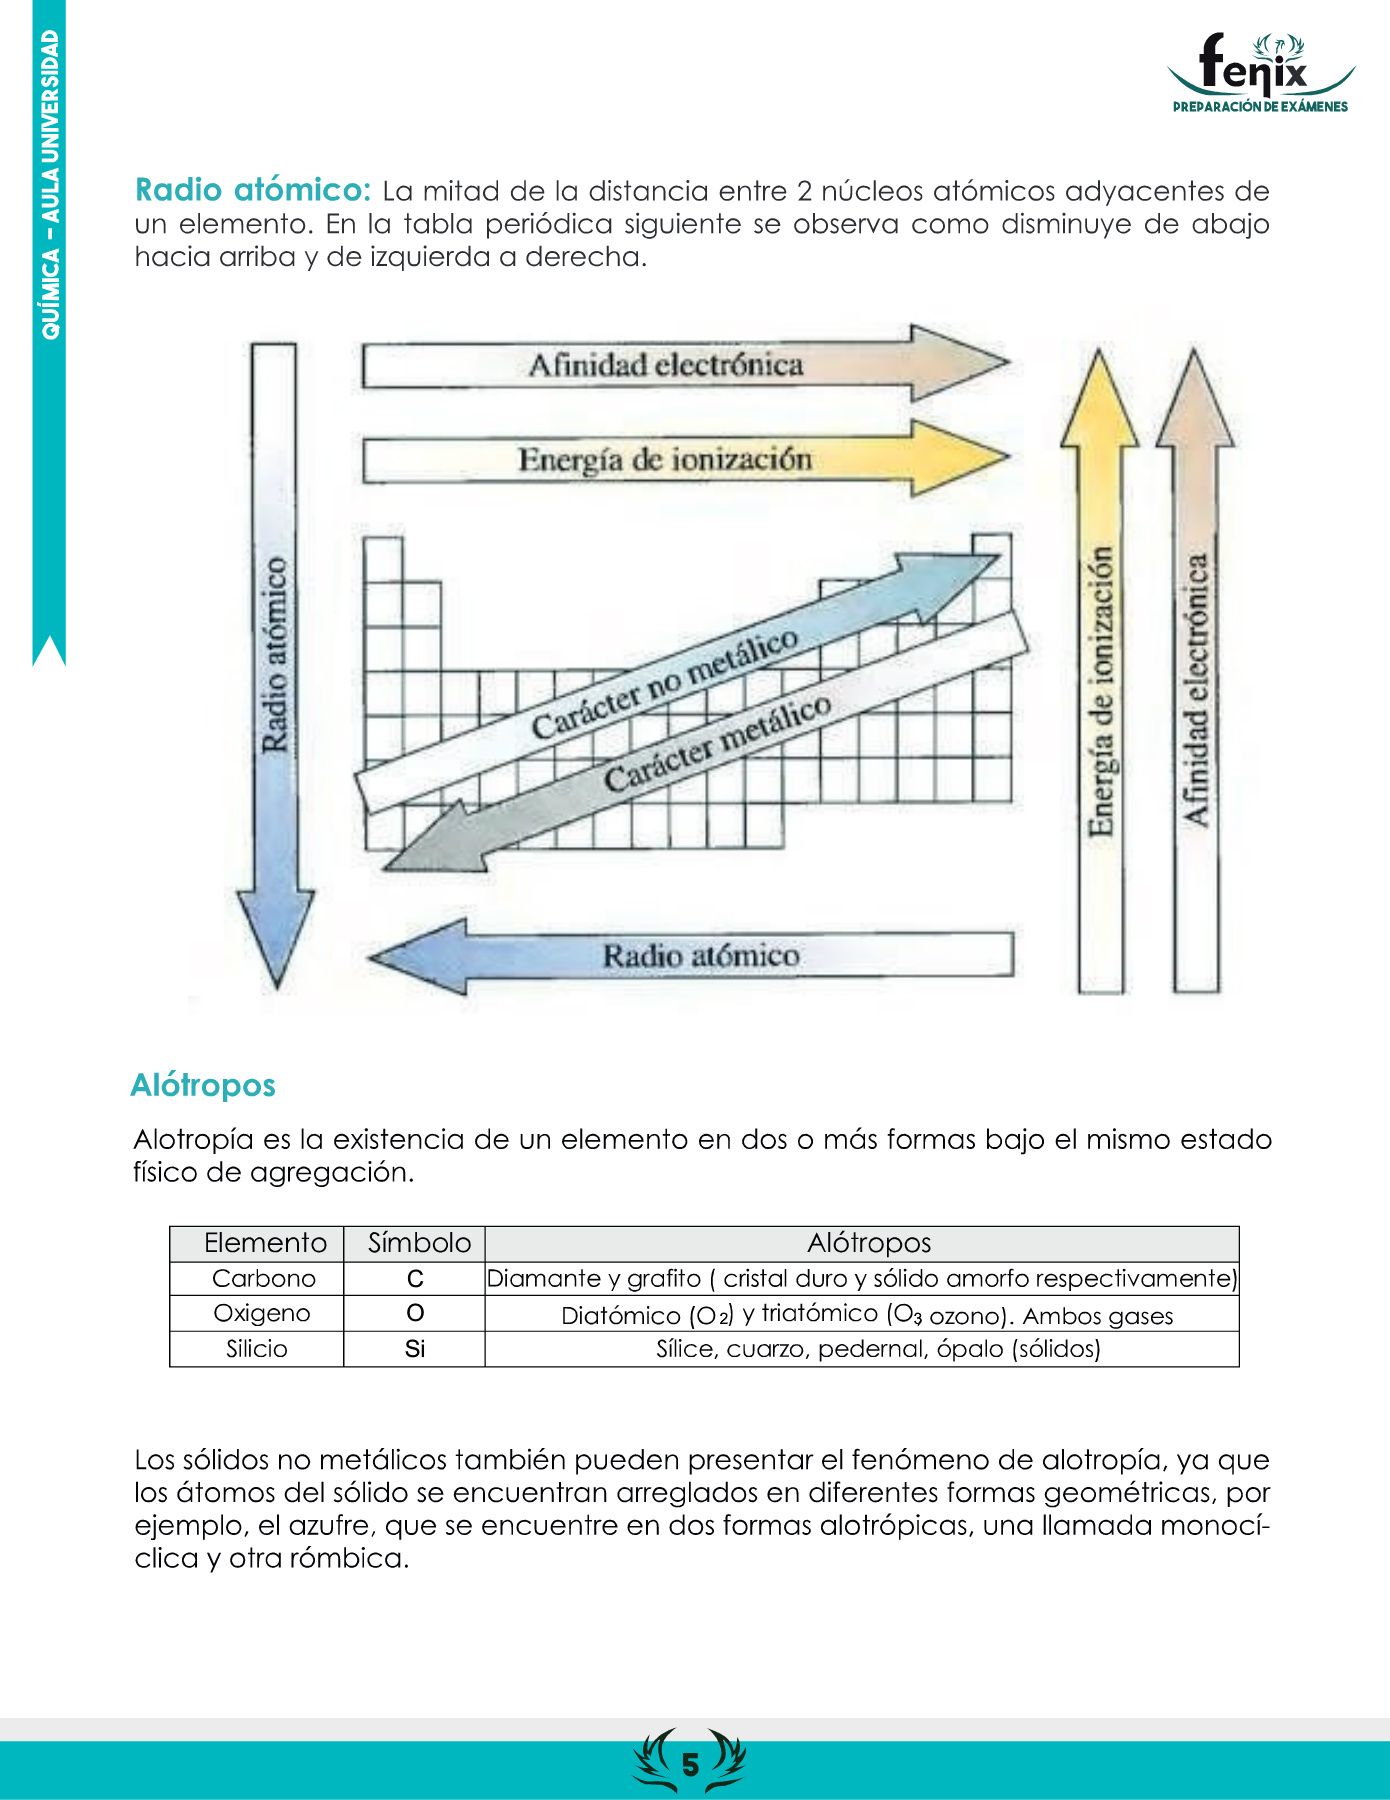 QUÍMICA – AULA UNIVERSIDAD
fenix
PREPARACIÓN DE EXÁMENES
Radio atómico: La mitad de la distancia entre 2 núcleos atómicos adyacentes de
un elemento. En la tabla periódica siguiente se observa como disminuye de abajo
hacia arriba y de izquierda a derecha.
Afinidad electrónica
Energía de ionización
Radio atómico
Carácter no metálico
Carácter metálico
Energía de ionización
Afinidad electrónica
Radio atómico
Alótropos
Alotropía es la existencia de un elemento en dos o más formas bajo el mismo estado
físico de agregación.
Elemento Símbolo Alótropos
Carbono C Diamante y grafito ( cristal duro y sólido amorfo respectivamente)
Oxigeno O Diatómico (O₂) y triatómico (O₃ ozono). Ambos gases
Silicio Si Sílice, cuarzo, pedernal, ópalo (sólidos)
Los sólidos no metálicos también pueden presentar el fenómeno de alotropía, ya que
los átomos del sólido se encuentran arreglados en diferentes formas geométricas, por
ejemplo, el azufre, que se encuentre en dos formas alotrópicas, una llamada monocí-
clica y otra rómbica.
5